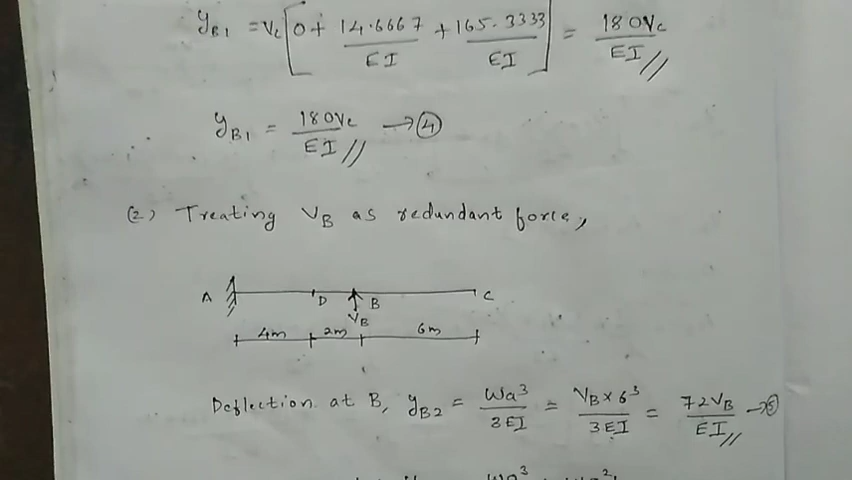 y_B1 = V_c [0 + 14.6667/EI + 165.3333/EI] = 180V_c/EI //
y_B1 = 180V_c/EI // → ④
(2) Treating V_B as redundant force,
A D B C
V_B
4m 2m 6m
Deflection at B, y_B2 = Wa³/3EI = V_B × 6³/3EI = 72V_B/EI // → ⑤